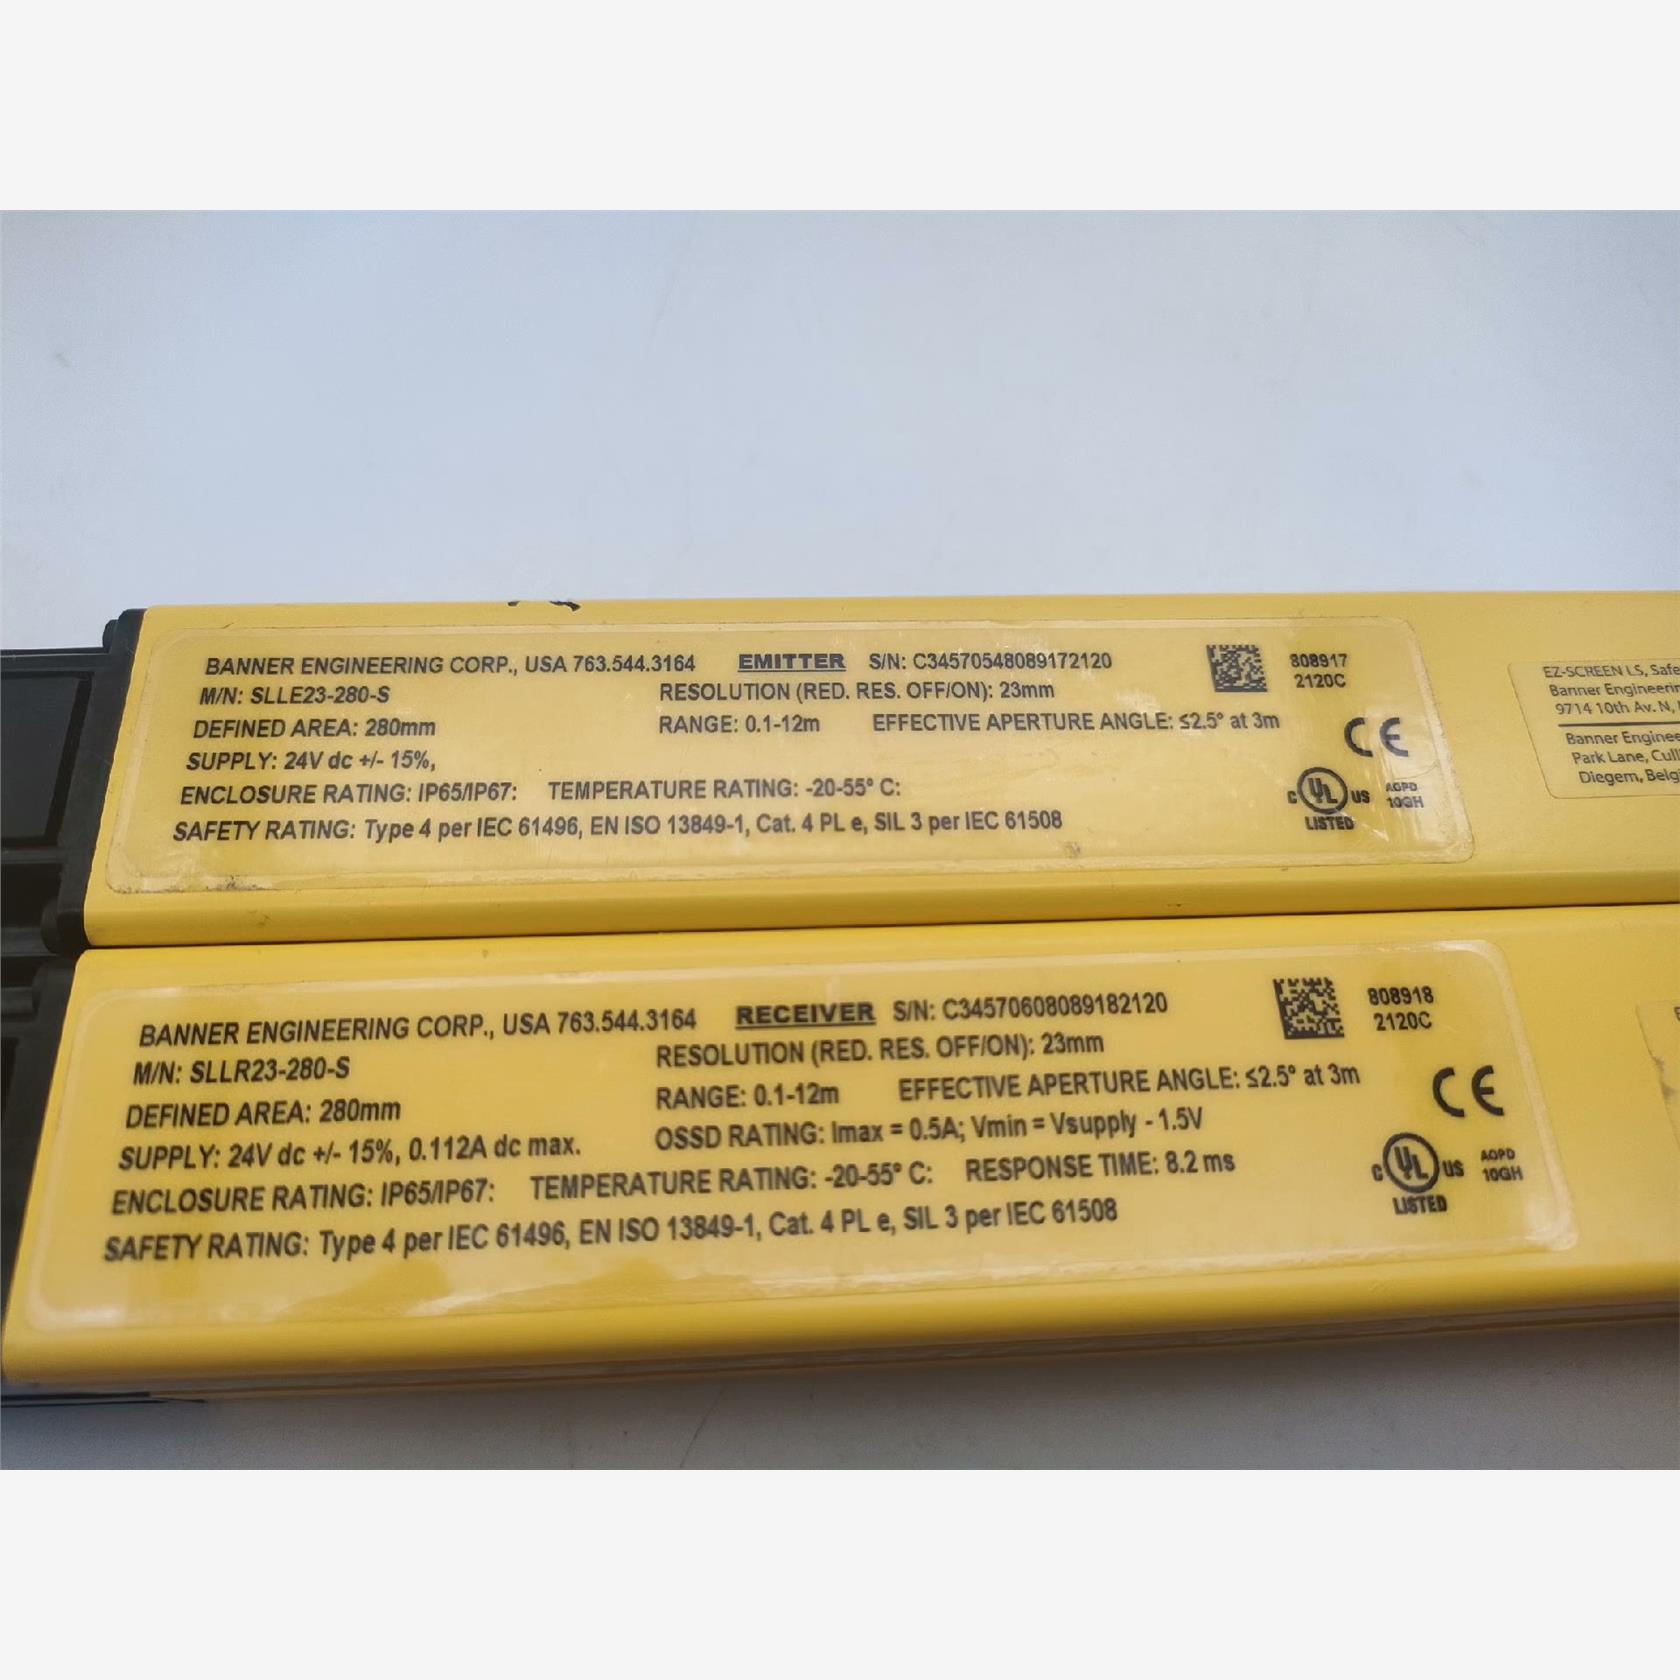 BANNER ENGINEERING CORP., USA 763.544.3164 EMITTER S/N: C34570548089172120
M/N: SLLE23-280-S RESOLUTION (RED. RES. OFF/ON): 23mm
DEFINED AREA: 280mm RANGE: 0.1-12m EFFECTIVE APERTURE ANGLE: ≤2.5° at 3m
SUPPLY: 24V dc +/- 15%,
ENCLOSURE RATING: IP65/IP67: TEMPERATURE RATING: -20-55° C:
SAFETY RATING: Type 4 per IEC 61496, EN ISO 13849-1, Cat. 4 PL e, SIL 3 per IEC 61508
808917
2120C
CE
C UL US
LISTED
AOPD
10GH
EZ-SCREEN LS, Safe
Banner Engineerin
9714 10th Av. N,
Banner Enginee
Park Lane, Cull
Diegem, Belgi
BANNER ENGINEERING CORP., USA 763.544.3164 RECEIVER S/N: C34570608089182120
M/N: SLLR23-280-S RESOLUTION (RED. RES. OFF/ON): 23mm
DEFINED AREA: 280mm RANGE: 0.1-12m EFFECTIVE APERTURE ANGLE: ≤2.5° at 3m
SUPPLY: 24V dc +/- 15%, 0.112A dc max. OSSD RATING: Imax = 0.5A; Vmin = Vsupply - 1.5V
ENCLOSURE RATING: IP65/IP67: TEMPERATURE RATING: -20-55° C: RESPONSE TIME: 8.2 ms
SAFETY RATING: Type 4 per IEC 61496, EN ISO 13849-1, Cat. 4 PL e, SIL 3 per IEC 61508
808918
2120C
CE
C UL US
LISTED
AOPD
10GH